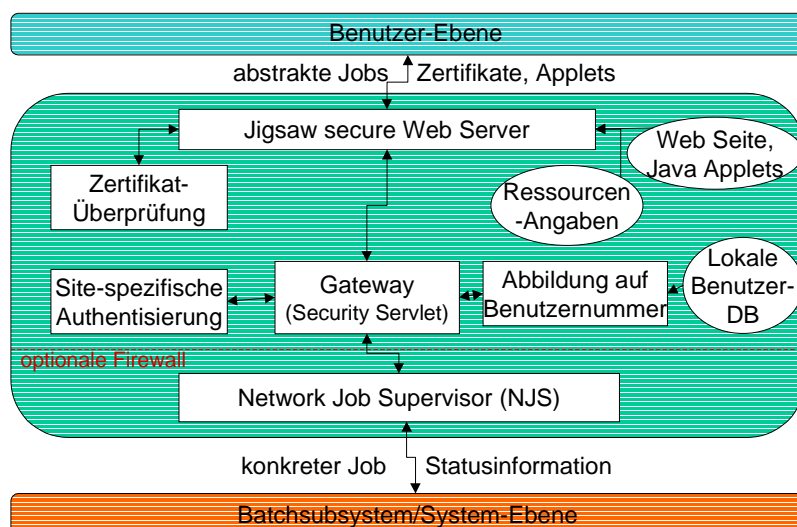 Benutzer-Ebene
abstrakte Jobs
Zertifikate, Applets
Jigsaw secure Web Server
Web Seite,
Java Applets
Zertifikat-
Überprüfung
Ressourcen
-Angaben
Site-spezifische
Authentisierung
Gateway
(Security Servlet)
Abbildung auf
Benutzernummer
Lokale
Benutzer-
DB
optionale Firewall
Network Job Supervisor (NJS)
konkreter Job
Statusinformation
Batchsubsystem/System-Ebene